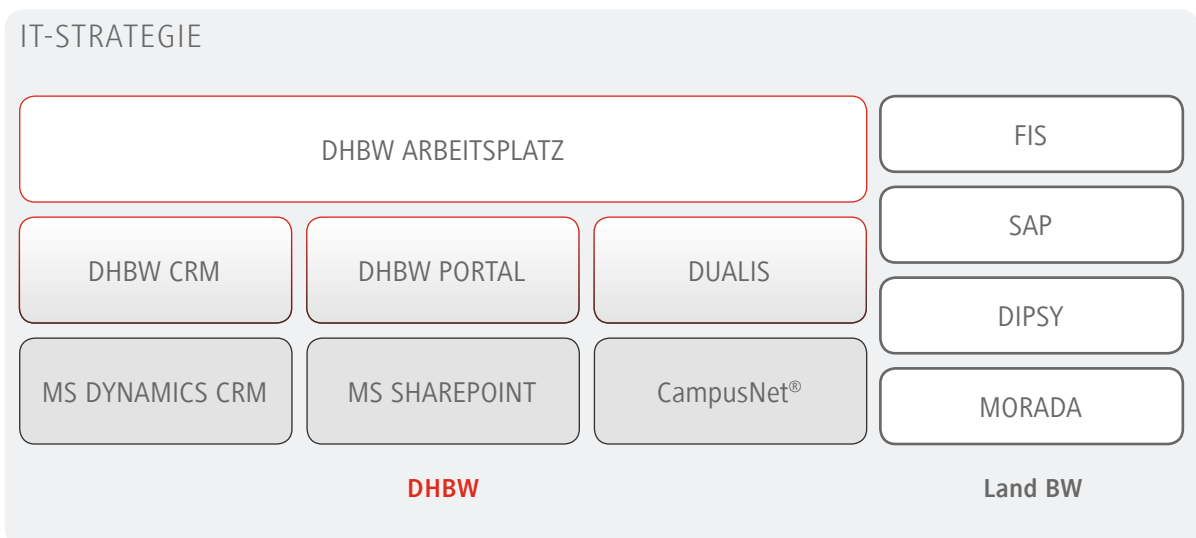 IT-STRATEGIE
DHBW ARBEITSPLATZ
DHBW CRM
DHBW PORTAL
DUALIS
MS DYNAMICS CRM
MS SHAREPOINT
CampusNet®
DHBW
FIS
SAP
DIPSY
MORADA
Land BW